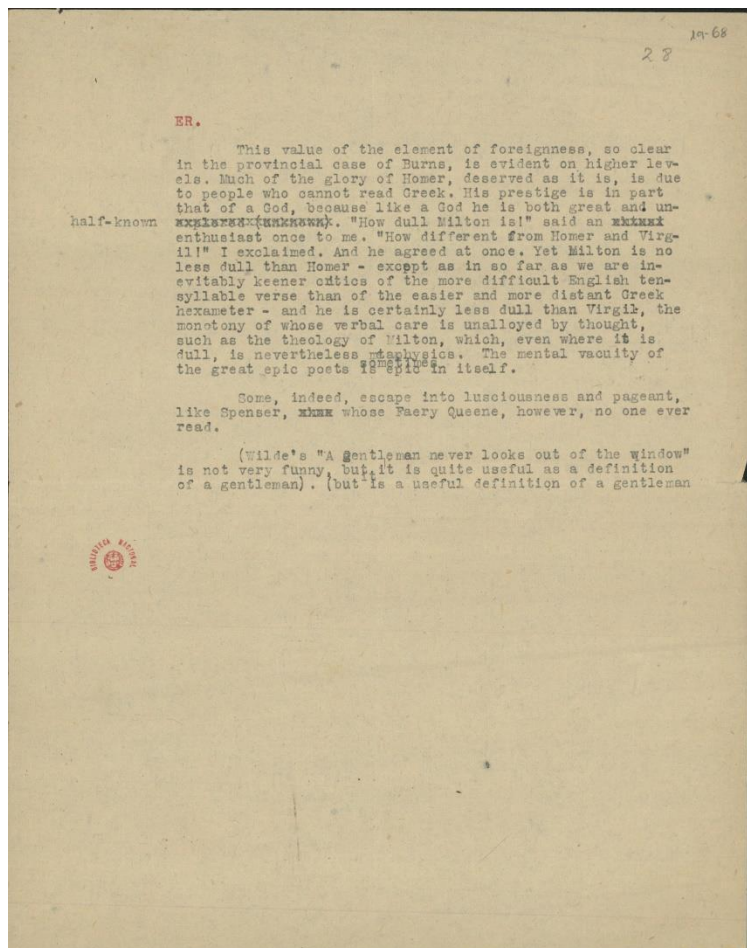 19-68
28
ER.
This value of the element of foreignness, so clear
in the provincial case of Burns, is evident on higher lev-
els. Much of the glory of Homer, deserved as it is, is due
to people who cannot read Greek. His prestige is in part
that of a God, because like a God he is both great and un-
half-known . "How dull Milton is!" said an
enthusiast once to me. "How different from Homer and Virg-
il!" I exclaimed. And he agreed at once. Yet Milton is no
less dull than Homer - except as in so far as we are in-
evitably keener critics of the more difficult English ten-
syllable verse than of the easier and more distant Greek
hexameter - and he is certainly less dull than Virgil, the
monotony of whose verbal care is unalloyed by thought,
such as the theology of Milton, which, even where it is
dull, is nevertheless mtaphysics. The mental vacuity of
sometimes
the great epic poets is epic in itself.
Some, indeed, escape into lusciousness and pageant,
like Spenser, whose Faery Queene, however, no one ever
read.
(Wilde's "A gentleman never looks out of the window"
is not very funny, but it is quite useful as a definition
of a gentleman). (but is a useful definition of a gentleman
BIBLIOTECA NACIONAL